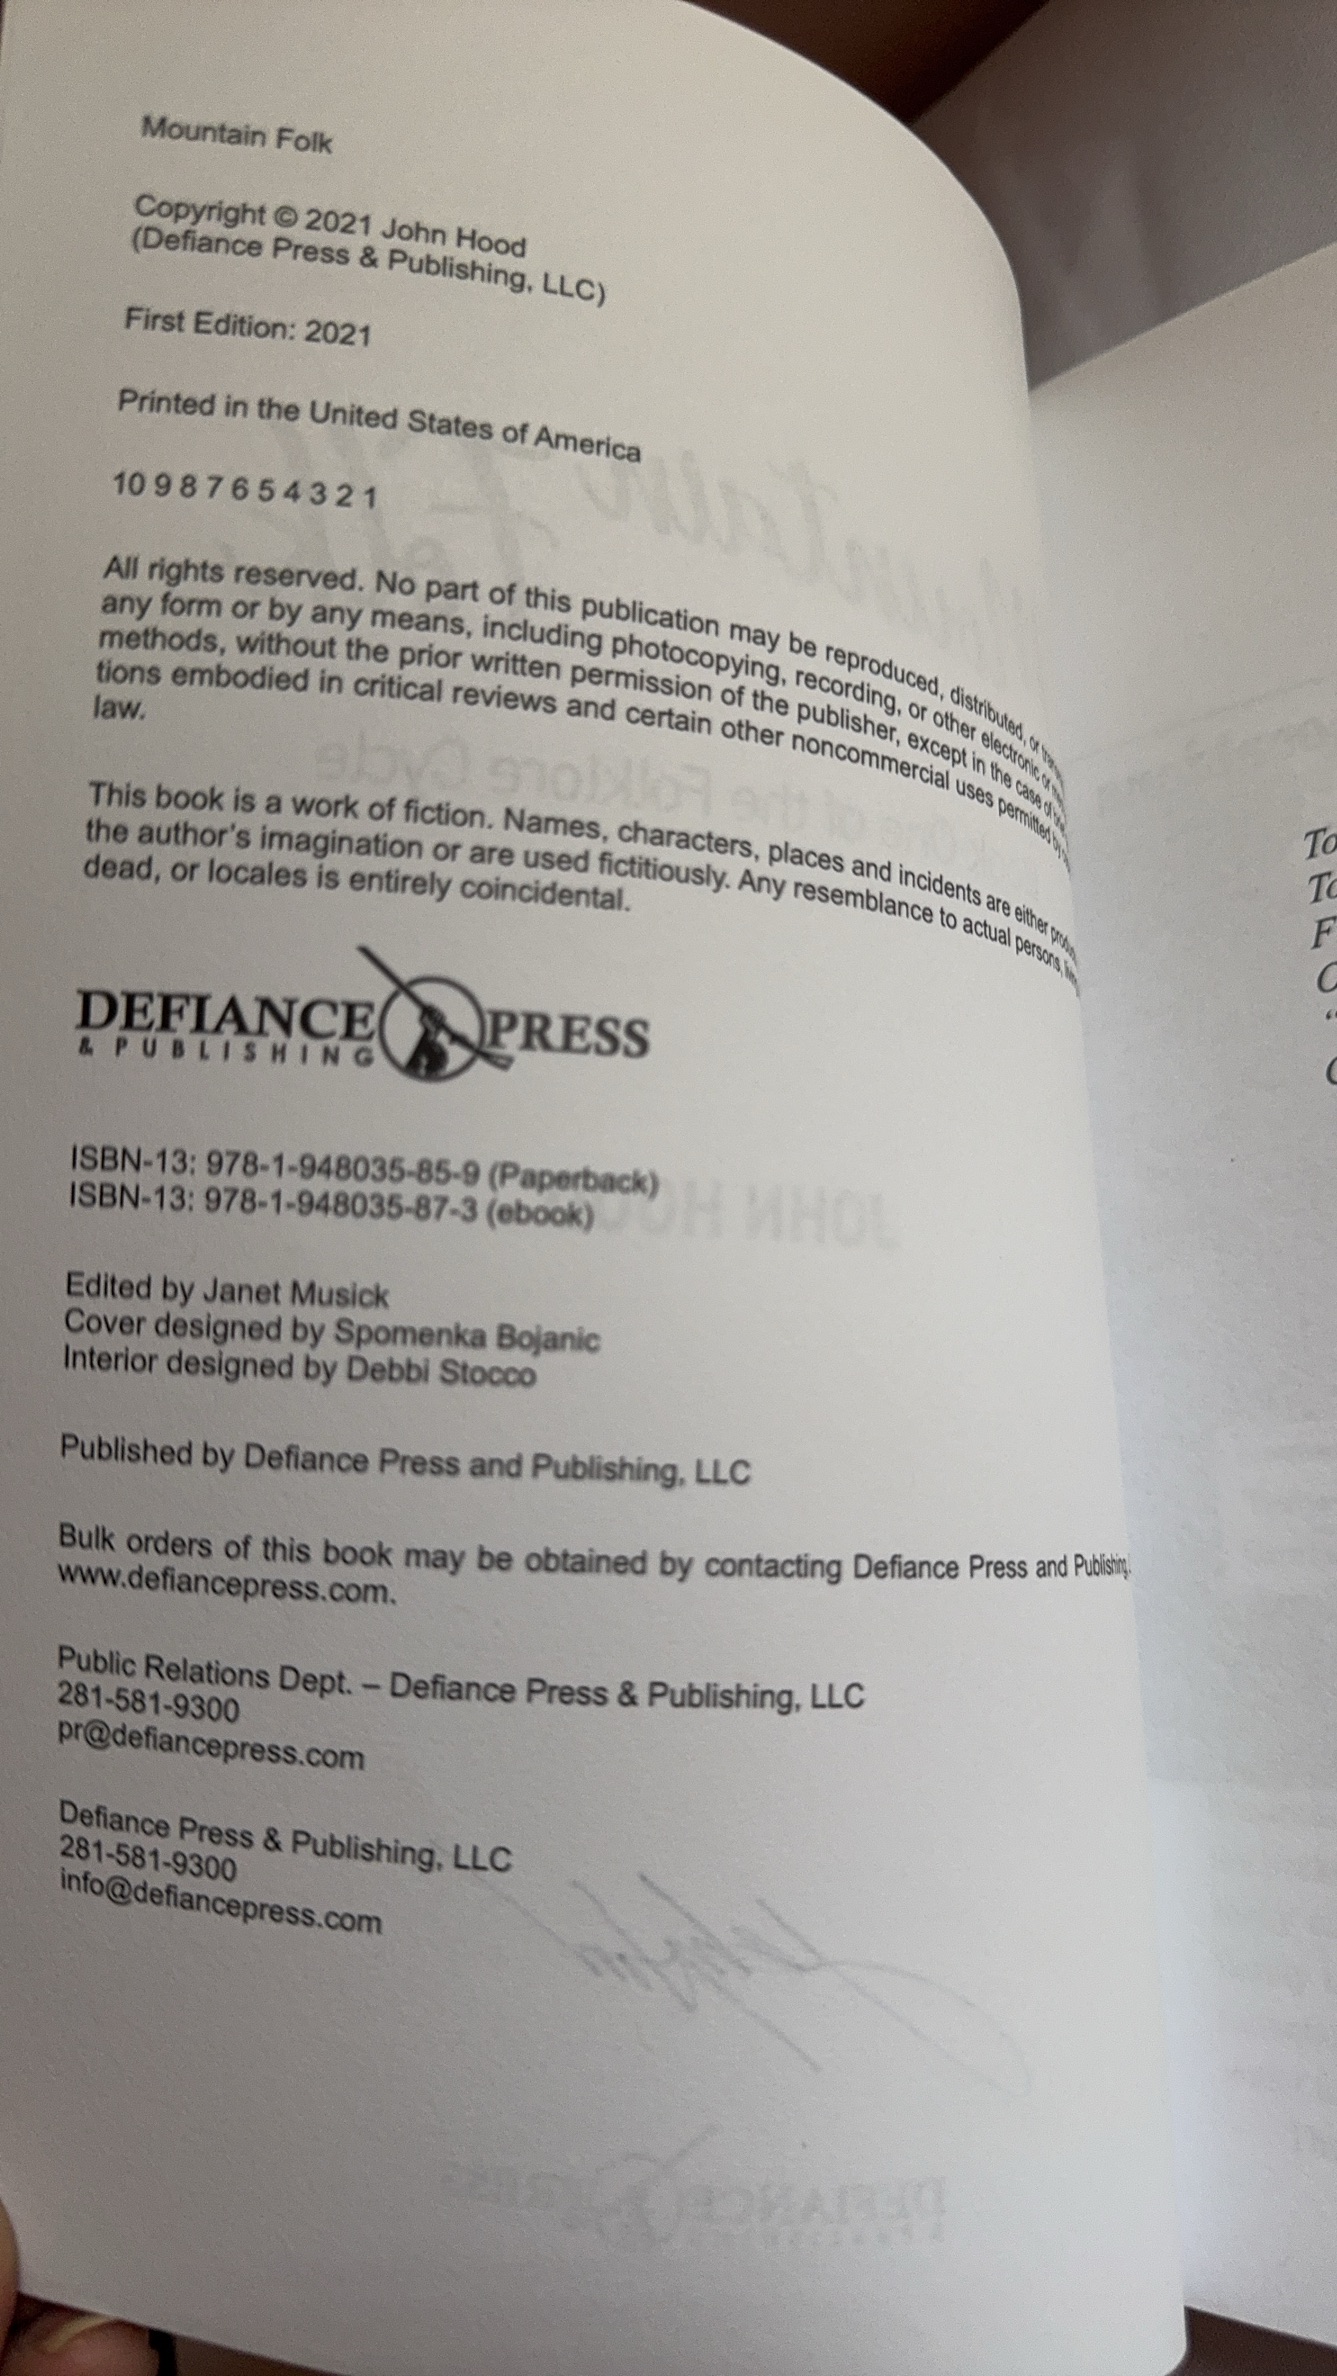 Mountain Folk
Copyright © 2021 John Hood
(Defiance Press & Publishing, LLC)
First Edition: 2021
Printed in the United States of America
10 9 8 7 6 5 4 3 2 1
All rights reserved. No part of this publication may be reproduced, distributed, or
any form or by any means, including photocopying, recording, or other electronic or
methods, without the prior written permission of the publisher, except in the case of
tions embodied in critical reviews and certain other noncommercial uses permitted by
law.
This book is a work of fiction. Names, characters, places and incidents are either
the author's imagination or are used fictitiously. Any resemblance to actual persons,
dead, or locales is entirely coincidental.
DEFIANCE PRESS
& PUBLISHING
ISBN-13: 978-1-948035-85-9 (Paperback)
ISBN-13: 978-1-948035-87-3 (ebook)
Edited by Janet Musick
Cover designed by Spomenka Bojanic
Interior designed by Debbi Stocco
Published by Defiance Press and Publishing, LLC
Bulk orders of this book may be obtained by contacting Defiance Press and Publishing,
www.defiancepress.com.
Public Relations Dept. – Defiance Press & Publishing, LLC
281-581-9300
pr@defiancepress.com
Defiance Press & Publishing, LLC
281-581-9300
info@defiancepress.com
To